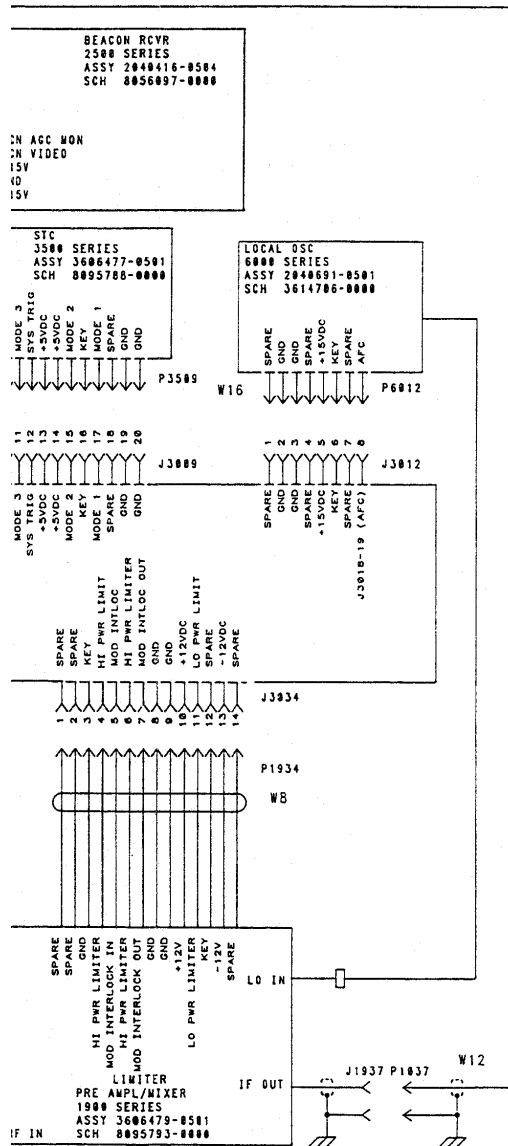 BEACON RCVR
2500 SERIES
ASSY 2040416-0504
SCH 8056097-0000
CN AGC MON
CN VIDEO
15V
ND
15V
STC
3500 SERIES
ASSY 3606477-0501
SCH 8095788-0000
LOCAL OSC
6000 SERIES
ASSY 2040691-0501
SCH 3614706-0000
MODE 3
SYS TRIG
+5VDC
+5VDC
MODE 2
KEY
MODE 1
SPARE
GND
GND
P3509
SPARE
GND
GND
SPARE
+15VDC
KEY
SPARE
AFC
W16
P6012
11
12
13
14
15
16
17
18
19
20
J3009
1
2
3
4
5
6
7
8
J3012
MODE 3
SYS TRIG
+5VDC
+5VDC
MODE 2
KEY
MODE 1
SPARE
GND
GND
SPARE
GND
GND
SPARE
+15VDC
KEY
SPARE
J3018-19 (AFC)
SPARE
SPARE
KEY
HI PWR LIMIT
MOD INTLOC
HI PWR LIMITER
MOD INTLOC OUT
GND
GND
+12VDC
LO PWR LIMIT
SPARE
-12VDC
SPARE
1
2
3
4
5
6
7
8
9
10
11
12
13
14
J3034
P1934
W8
SPARE
SPARE
GND
HI PWR LIMITER
MOD INTERLOCK IN
HI PWR LIMITER
MOD INTERLOCK OUT
GND
GND
+12V
LO PWR LIMITER
KEY
-12V
SPARE
LO IN
LIMITER
PRE AMPL/MIXER
1900 SERIES
ASSY 3606479-0501
SCH 8095793-0000
RF IN
IF OUT
J1937 P1037
W12